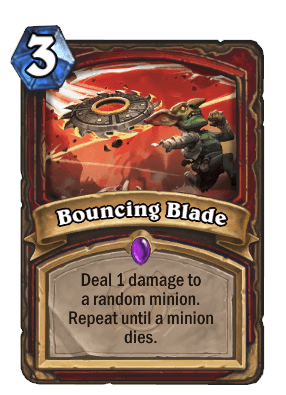 3
Bouncing Blade
Deal 1 damage to
a random minion.
Repeat until a minion
dies.